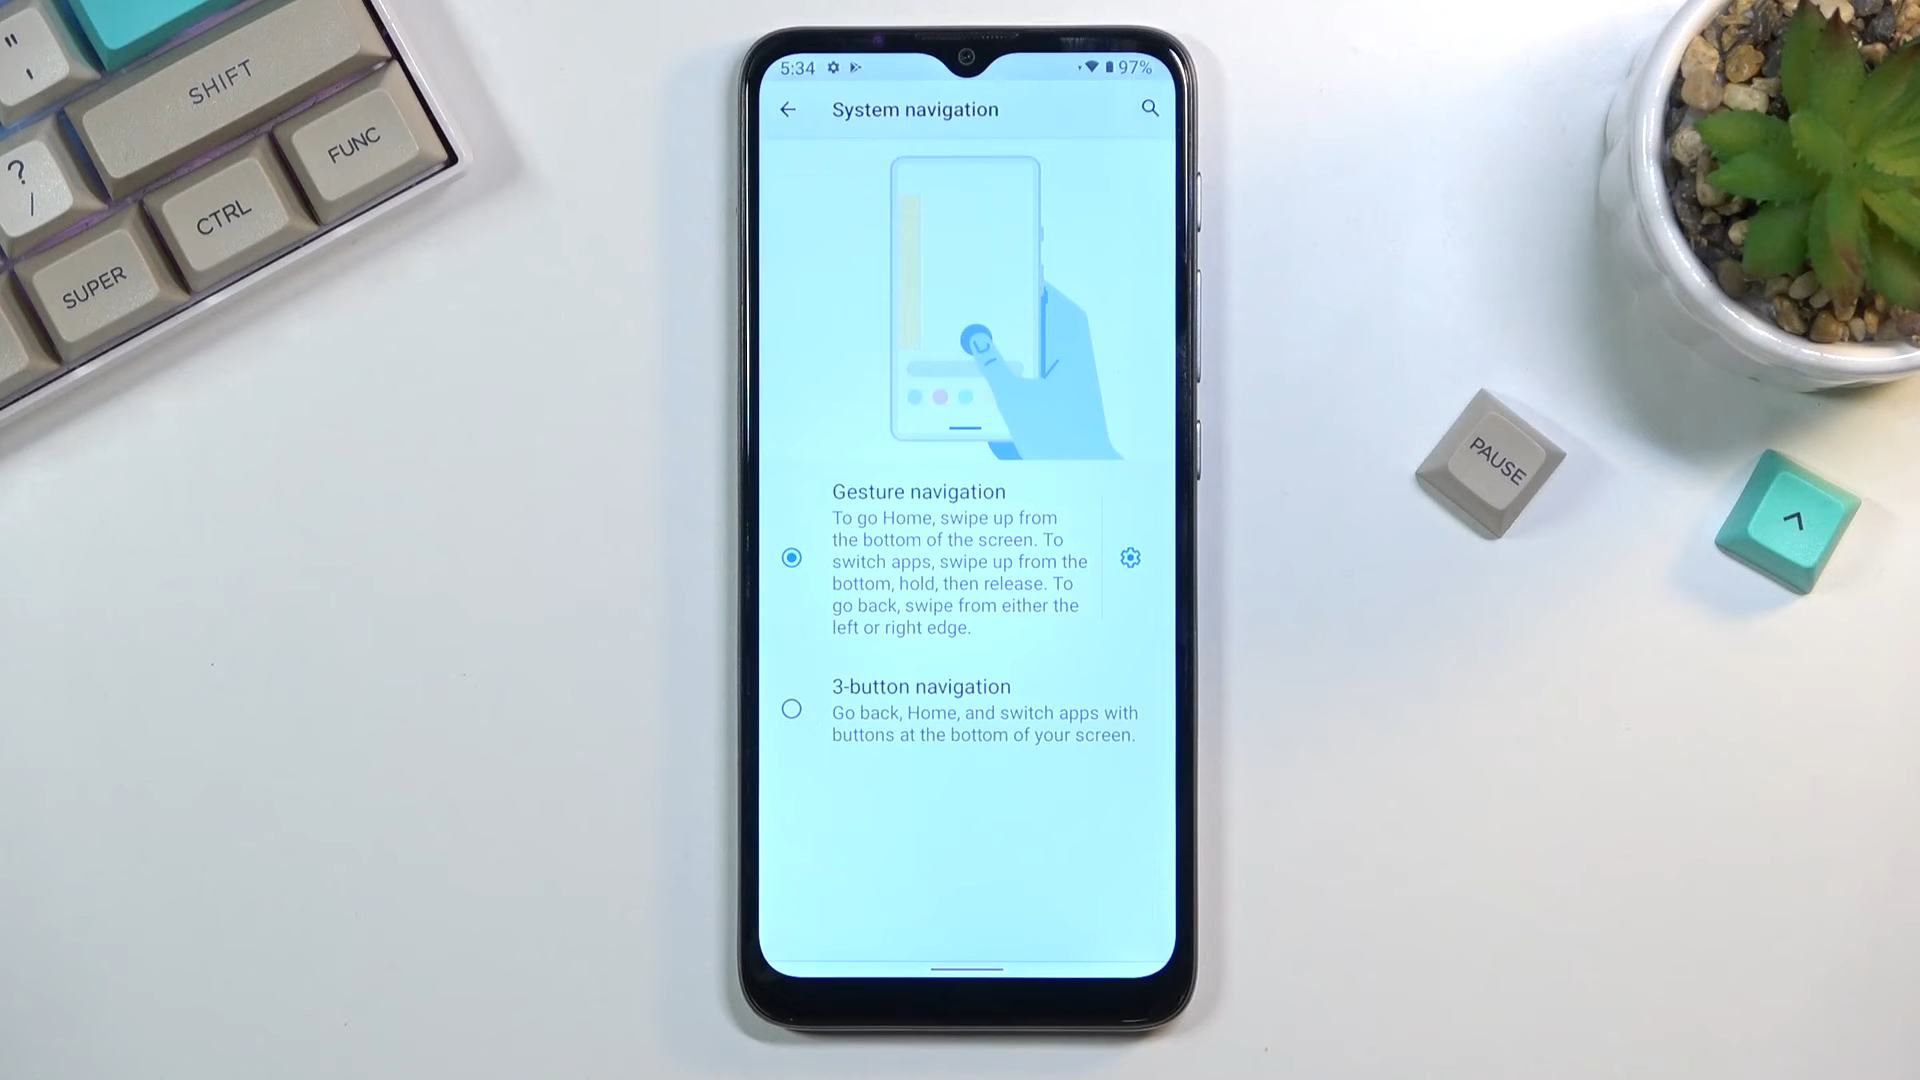 "
'
SHIFT
?
/
CTRL
FUNC
SUPER
5:34
97%
System navigation
Gesture navigation
To go Home, swipe up from
the bottom of the screen. To
switch apps, swipe up from the
bottom, hold, then release. To
go back, swipe from either the
left or right edge.
3-button navigation
Go back, Home, and switch apps with
buttons at the bottom of your screen.
PAUSE
^